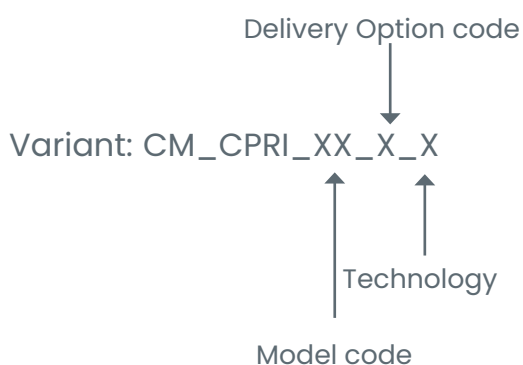 Delivery Option code
Variant: CM_CPRI_XX_X_X
Technology
Model code